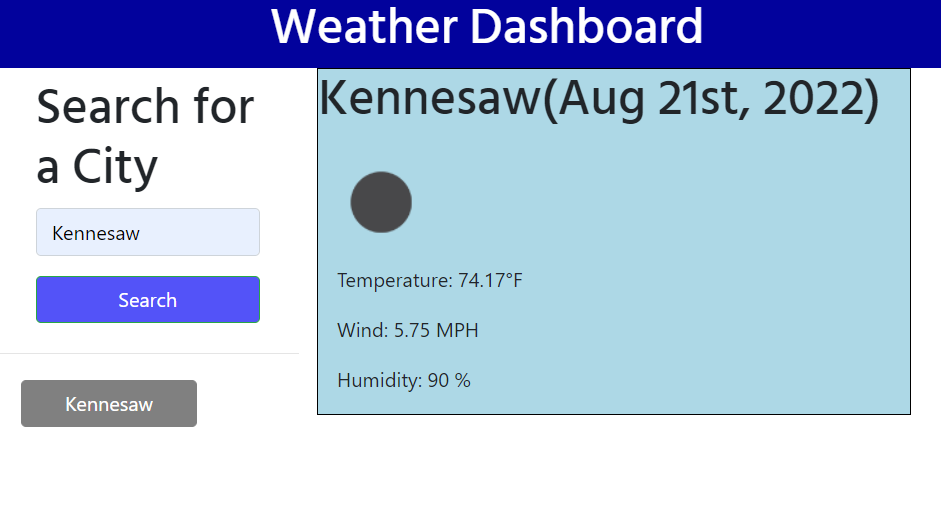 Weather Dashboard
Search for
a City
Kennesaw
Search
Kennesaw
Kennesaw(Aug 21st, 2022)
Temperature: 74.17°F
Wind: 5.75 MPH
Humidity: 90 %